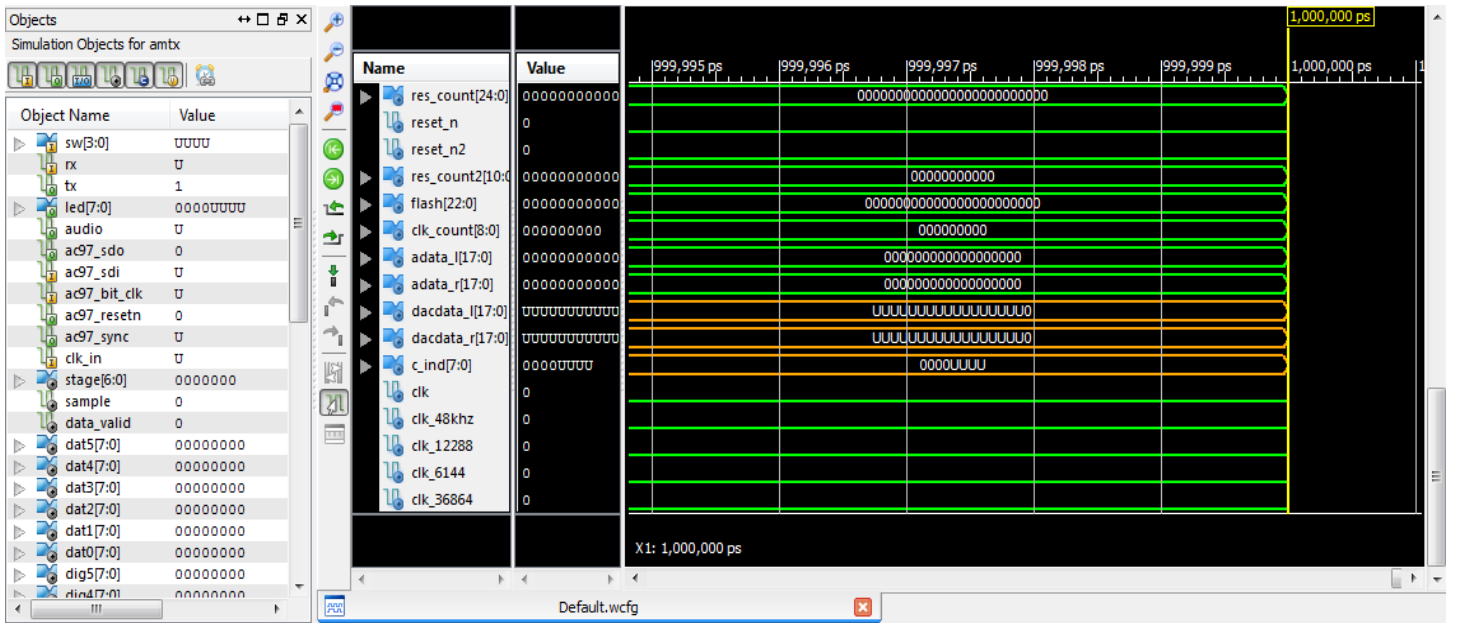 Objects
Simulation Objects for amtx
Object Name Value
sw[3:0] UUUU
rx U
tx 1
led[7:0] 0000UUUU
audio U
ac97_sdo 0
ac97_sdi U
ac97_bit_clk U
ac97_resetn 0
ac97_sync U
clk_in U
stage[6:0] 0000000
sample 0
data_valid 0
dat5[7:0] 00000000
dat4[7:0] 00000000
dat3[7:0] 00000000
dat2[7:0] 00000000
dat1[7:0] 00000000
dat0[7:0] 00000000
dig5[7:0] 00000000
dig4[7:0] 00000000
Name Value
res_count[24:0] 00000000000
reset_n 0
reset_n2 0
res_count2[10:0 00000000000
flash[22:0] 00000000000
clk_count[8:0] 000000000
adata_l[17:0] 00000000000
adata_r[17:0] 00000000000
dacdata_l[17:0] UUUUUUUUUUU
dacdata_r[17:0] UUUUUUUUUUU
c_ind[7:0] 0000UUUU
clk 0
clk_48khz 0
clk_12288 0
clk_6144 0
clk_36864 0
1,000,000 ps
999,995 ps 999,996 ps 999,997 ps 999,998 ps 999,999 ps 1,000,000 ps 1
0000000000000000000000000
00000000000
00000000000000000000000
000000000
000000000000000000
000000000000000000
UUUUUUUUUUUUUUUUU0
UUUUUUUUUUUUUUUUU0
0000UUUU
X1: 1,000,000 ps
Default.wcfg